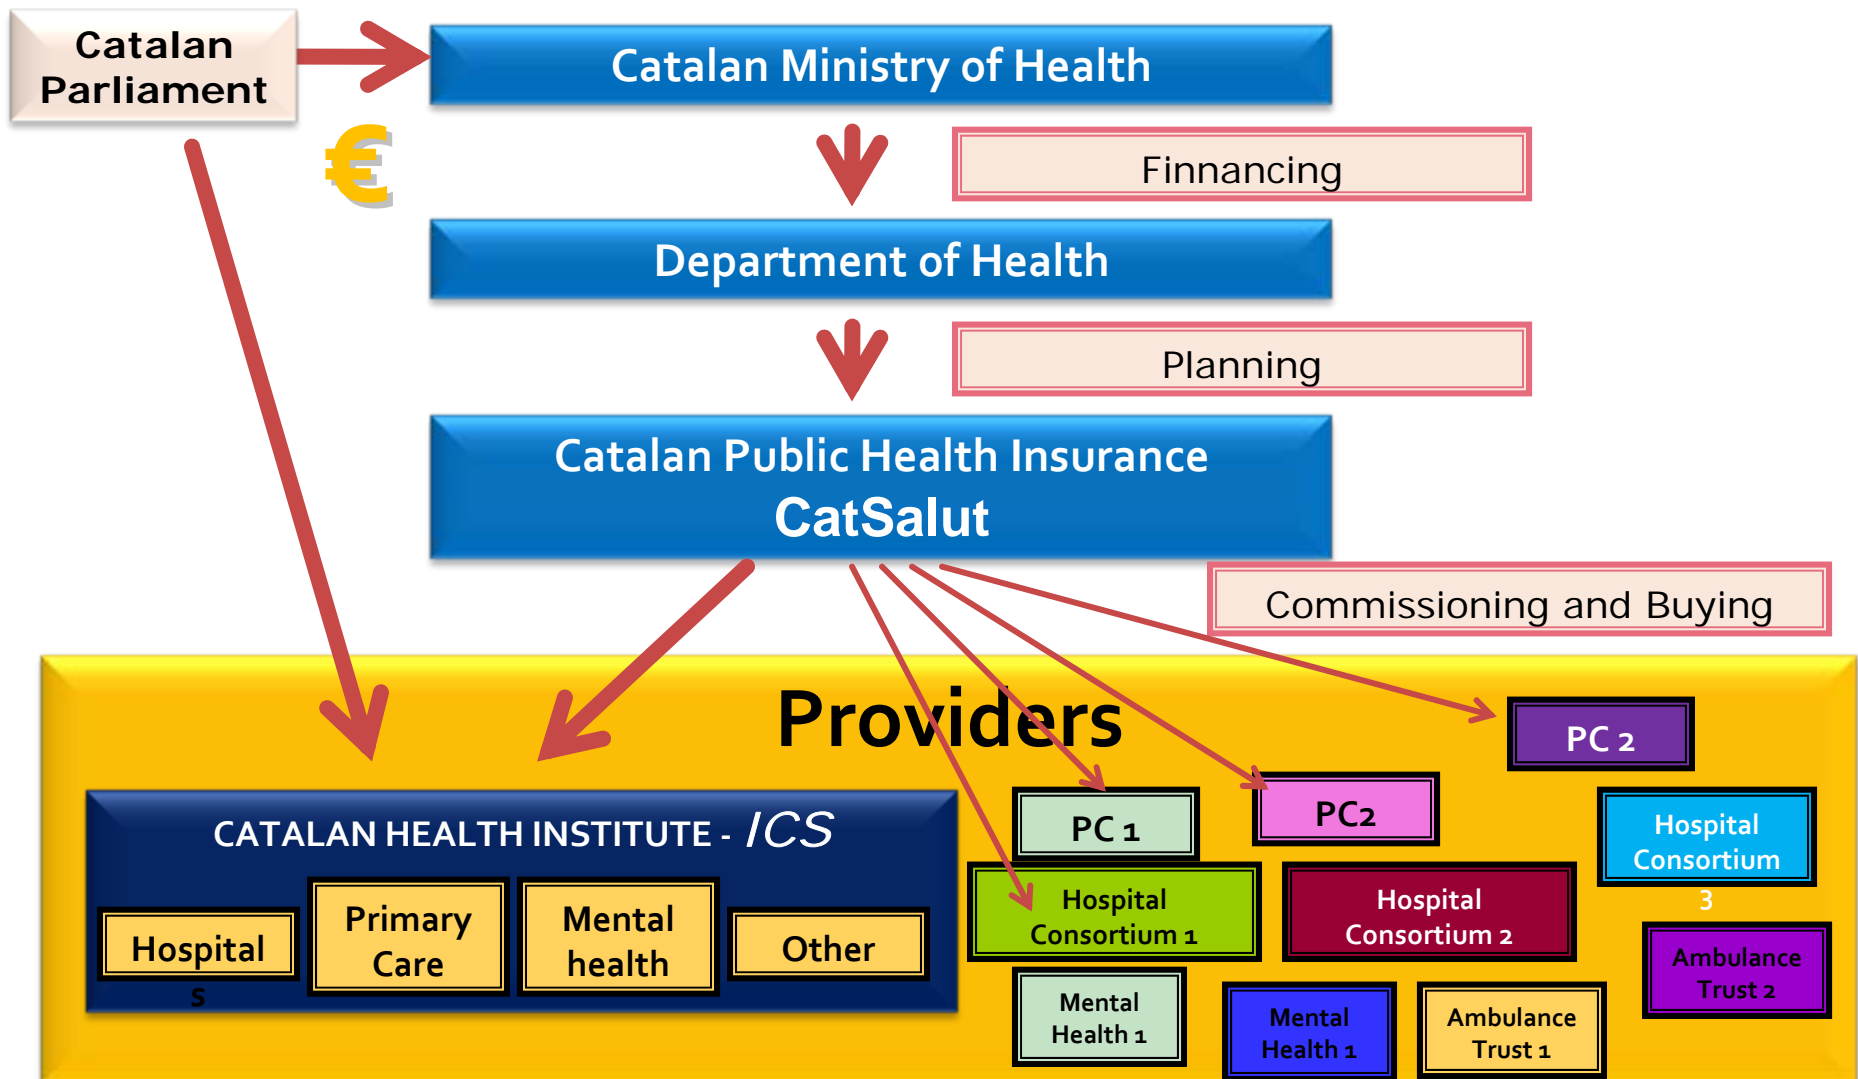 Catalan
Parliament
Catalan Ministry of Health
€
Finnancing
Department of Health
Planning
Catalan Public Health Insurance
CatSalut
Commissioning and Buying
Providers
PC 2
CATALAN HEALTH INSTITUTE - ICS
Hospital
s
Primary
Care
Mental
health
Other
PC 1
PC2
Hospital
Consortium
3
Hospital
Consortium 1
Hospital
Consortium 2
Ambulance
Trust 2
Mental
Health 1
Mental
Health 1
Ambulance
Trust 1